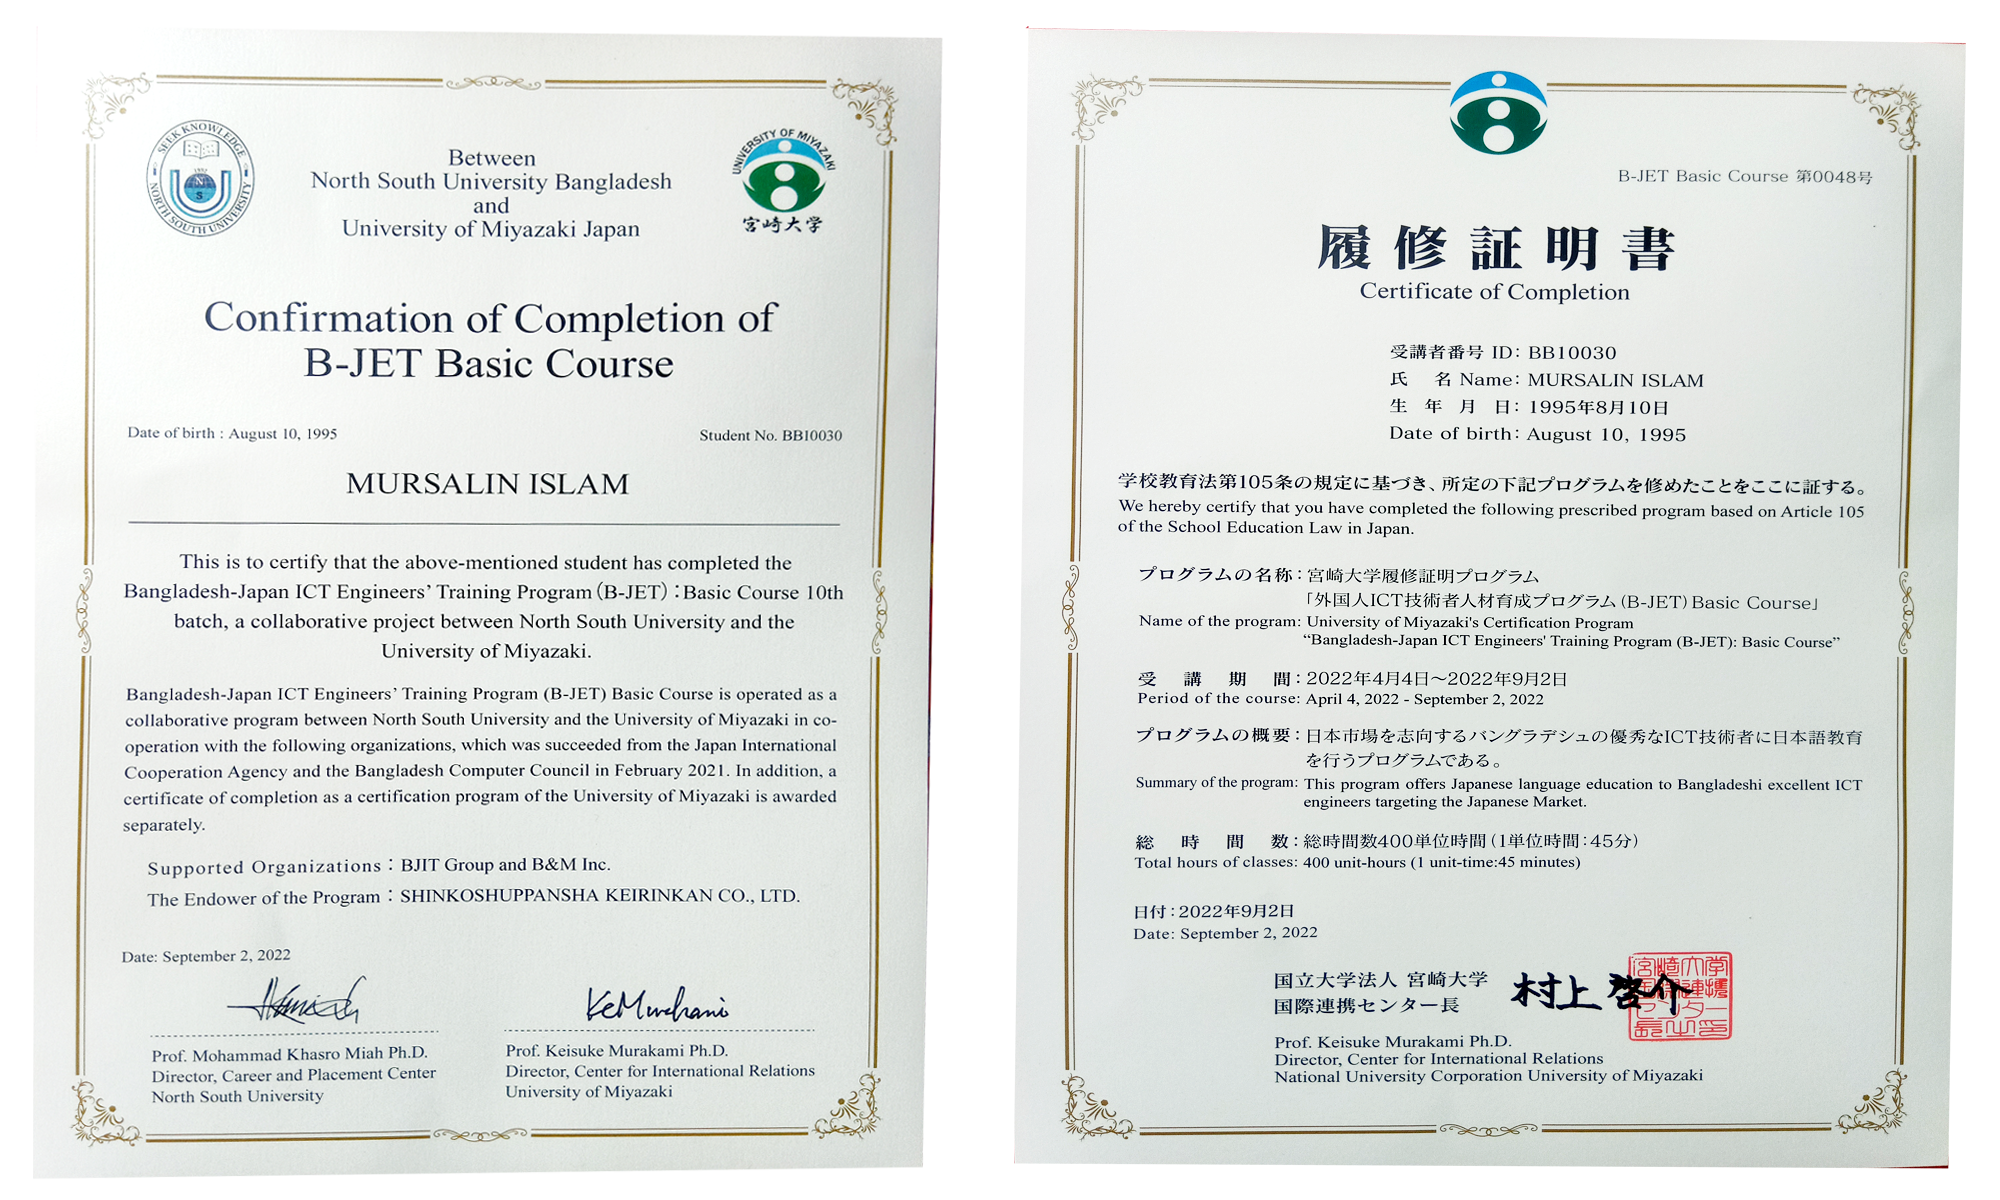 SEEK KNOWLEDGE
1992
N
S
NORTH SOUTH UNIVERSITY
Between
North South University Bangladesh
and
University of Miyazaki Japan
UNIVERSITY OF MIYAZAKI
宮崎大学
Confirmation of Completion of
B-JET Basic Course
Date of birth : August 10, 1995
Student No. BB10030
MURSALIN ISLAM
This is to certify that the above-mentioned student has completed the
Bangladesh-Japan ICT Engineers' Training Program (B-JET) : Basic Course 10th
batch, a collaborative project between North South University and the
University of Miyazaki.
Bangladesh-Japan ICT Engineers' Training Program (B-JET) Basic Course is operated as a
collaborative program between North South University and the University of Miyazaki in co-
operation with the following organizations, which was succeeded from the Japan International
Cooperation Agency and the Bangladesh Computer Council in February 2021. In addition, a
certificate of completion as a certification program of the University of Miyazaki is awarded
separately.
Supported Organizations : BJIT Group and B&M Inc.
The Endower of the Program : SHINKOSHUPPANSHA KEIRINKAN CO., LTD.
Date: September 2, 2022
KeMurakami
Prof. Mohammad Khasro Miah Ph.D.
Director, Career and Placement Center
North South University
Prof. Keisuke Murakami Ph.D.
Director, Center for International Relations
University of Miyazaki
B-JET Basic Course 第0048号
履修証明書
Certificate of Completion
受講者番号 ID: BB10030
氏 名 Name: MURSALIN ISLAM
生 年 月 日: 1995年8月10日
Date of birth: August 10, 1995
学校教育法第105条の規定に基づき、所定の下記プログラムを修めたことをここに証する。
We hereby certify that you have completed the following prescribed program based on Article 105
of the School Education Law in Japan.
プログラムの名称：宮崎大学履修証明プログラム
「外国人ICT技術者人材育成プログラム(B-JET) Basic Course」
Name of the program: University of Miyazaki's Certification Program
“Bangladesh-Japan ICT Engineers' Training Program (B-JET): Basic Course”
受 講 期 間：2022年4月4日～2022年9月2日
Period of the course: April 4, 2022 - September 2, 2022
プログラムの概要：日本市場を志向するバングラデシュの優秀なICT技術者に日本語教育
を行うプログラムである。
Summary of the program: This program offers Japanese language education to Bangladeshi excellent ICT
engineers targeting the Japanese Market.
総 時 間 数：総時間数400単位時間（1単位時間：45分）
Total hours of classes: 400 unit-hours (1 unit-time:45 minutes)
日付：2022年9月2日
Date: September 2, 2022
国立大学法人 宮崎大学
国際連携センター長
村上 啓介
宮崎大学国際連携センター長之印
Prof. Keisuke Murakami Ph.D.
Director, Center for International Relations
National University Corporation University of Miyazaki